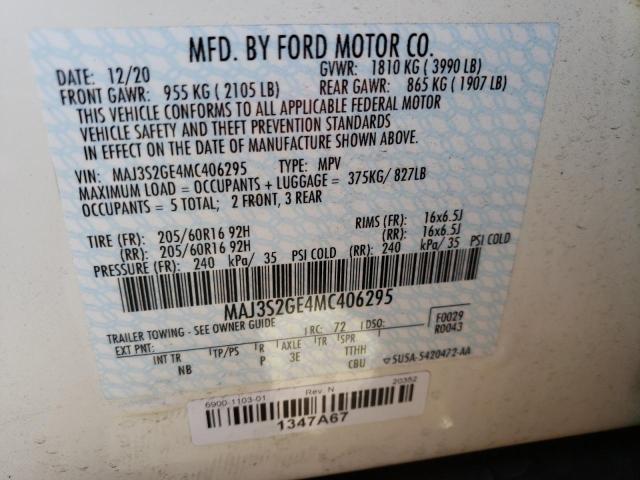 MFD. BY FORD MOTOR CO.
DATE: 12/20 GVWR: 1810 KG ( 3990 LB)
FRONT GAWR: 955 KG ( 2105 LB) REAR GAWR: 865 KG ( 1907 LB)
THIS VEHICLE CONFORMS TO ALL APPLICABLE FEDERAL MOTOR
VEHICLE SAFETY AND THEFT PREVENTION STANDARDS
IN EFFECT ON THE DATE OF MANUFACTURE SHOWN ABOVE.
VIN: MAJ3S2GE4MC406295 TYPE: MPV
MAXIMUM LOAD = OCCUPANTS + LUGGAGE = 375KG/ 827LB
OCCUPANTS = 5 TOTAL; 2 FRONT, 3 REAR
TIRE (FR): 205/60R16 92H RIMS (FR): 16x6.5J
(RR): 205/60R16 92H (RR): 16x6.5J
PRESSURE (FR): 240 kPa/ 35 PSI COLD (RR): 240 kPa/ 35 PSI COLD
MAJ3S2GE4MC406295
TRAILER TOWING - SEE OWNER GUIDE
EXT PNT: RC: 72 DSO: F0029
R0043
INT TR TP/PS R AXLE TR SPR
NB P 3E TTHH
CBU 5U5A-5420472-AA
6900-1103-01 Rev. N 20352
1347A67